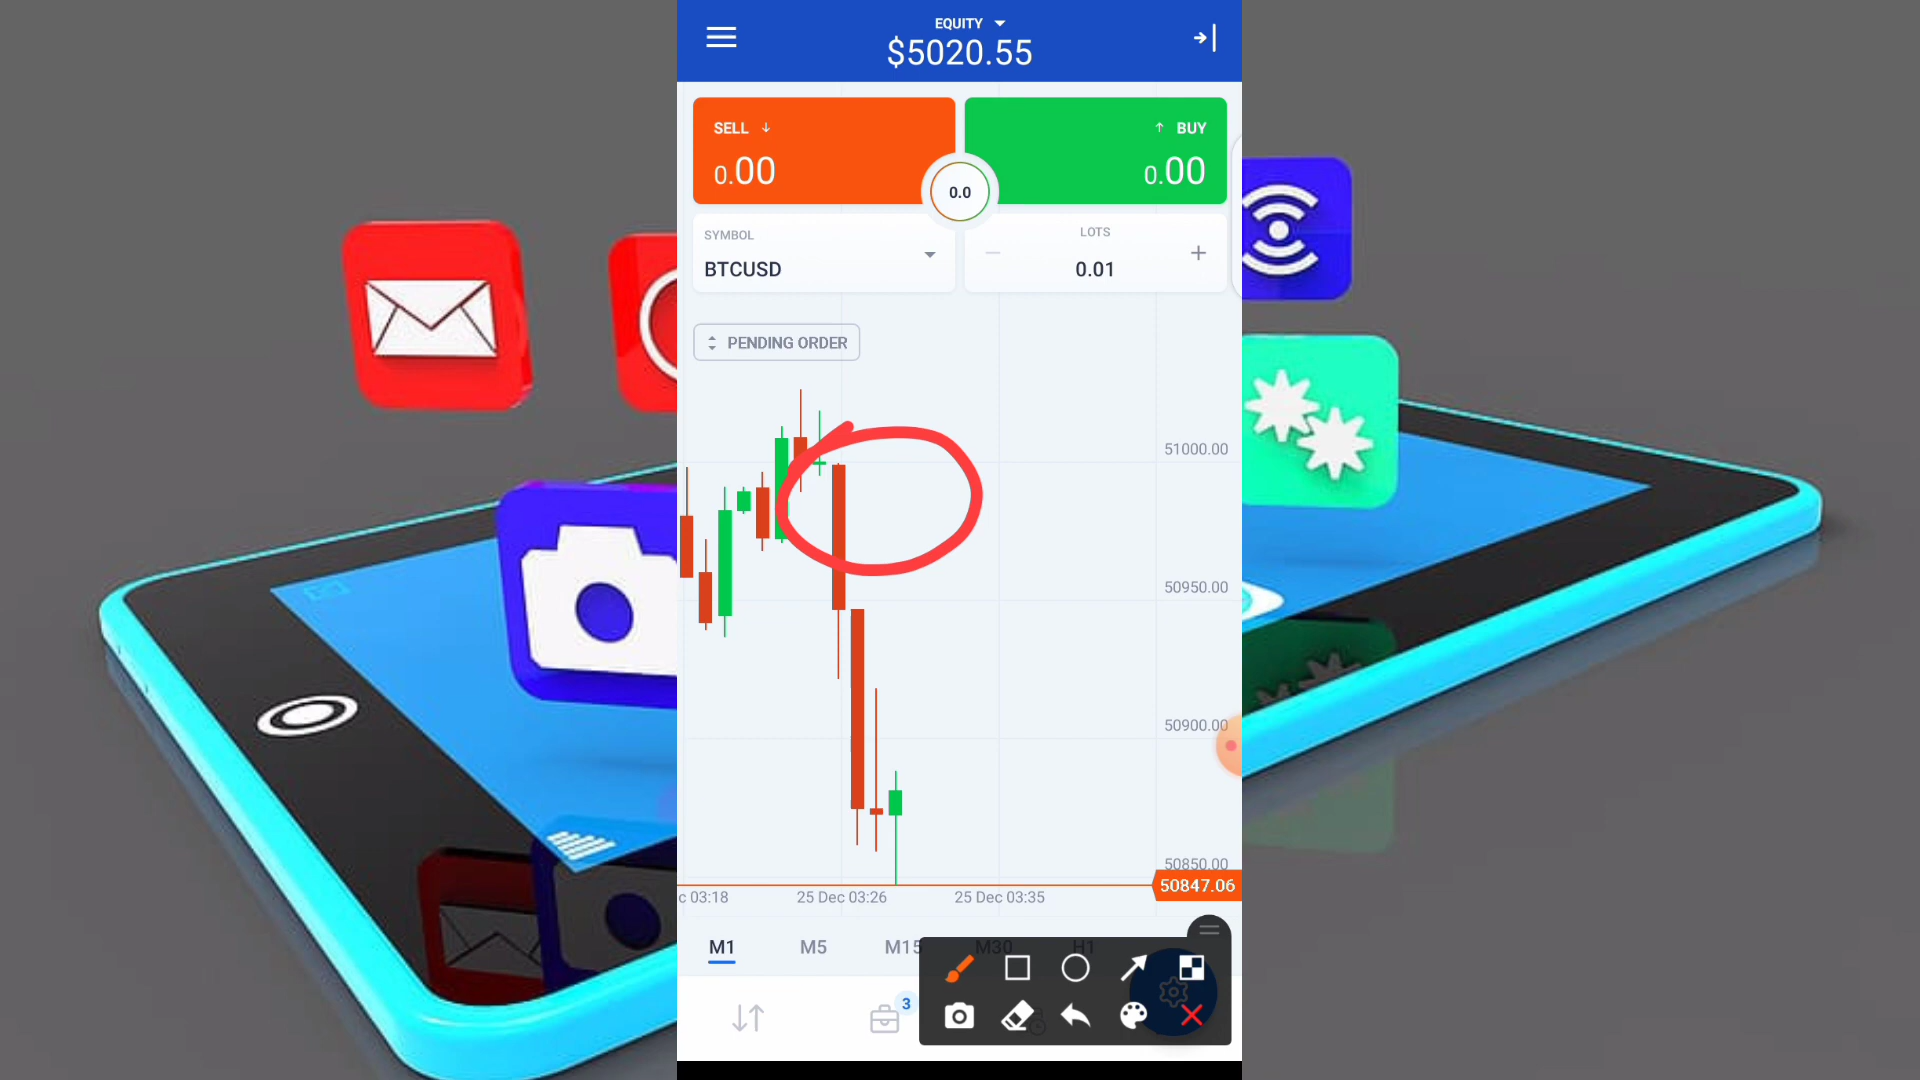 EQUITY
$5020.55
SELL
0.00
BUY
0.00
0.0
SYMBOL
BTCUSD
LOTS
0.01
PENDING ORDER
51000.00
50950.00
50900.00
50850.00
50847.06
c 03:18
25 Dec 03:26
25 Dec 03:35
M1
M5
M15
M30
H1
3